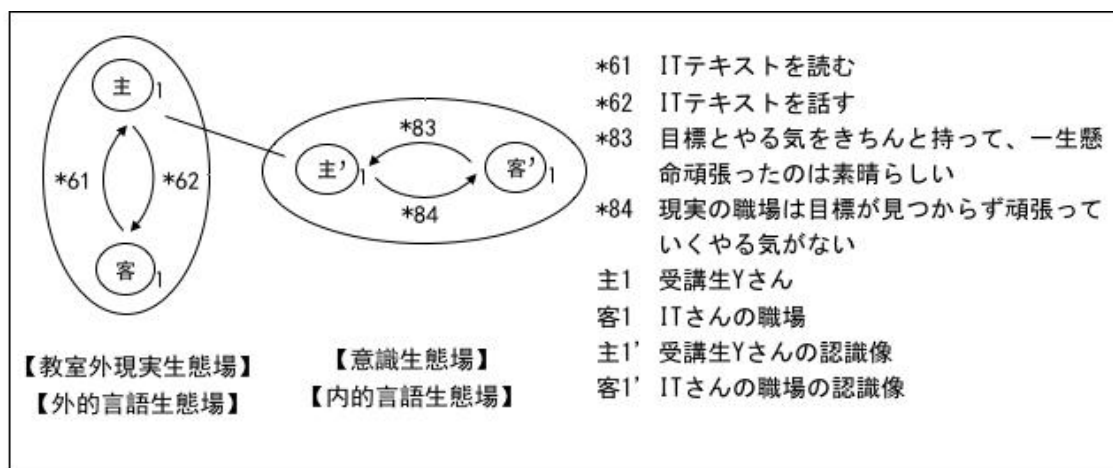 主1
*61
*62
客1
*83
主'1
客'1
*84
【教室外現実生態場】
【外的言語生態場】
【意識生態場】
【内的言語生態場】
*61 ITテキストを読む
*62 ITテキストを話す
*83 目標とやる気をきちんと持って、一生懸
命頑張ったのは素晴らしい
*84 現実の職場は目標が見つからず頑張って
いくやる気がない
主1 受講生Yさん
客1 ITさんの職場
主1' 受講生Yさんの認識像
客1' ITさんの職場の認識像